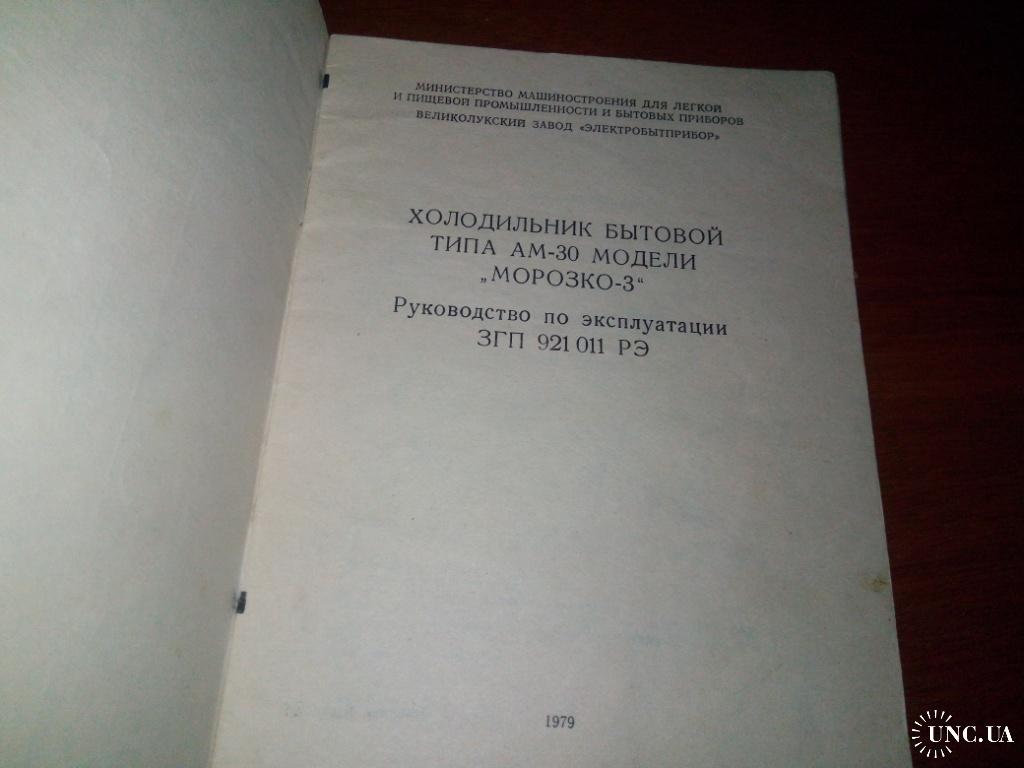 МИНИСТЕРСТВО МАШИНОСТРОЕНИЯ ДЛЯ ЛЕГКОЙ
И ПИЩЕВОЙ ПРОМЫШЛЕННОСТИ И БЫТОВЫХ ПРИБОРОВ
ВЕЛИКОЛУКСКИЙ ЗАВОД «ЭЛЕКТРОБЫТПРИБОР»
ХОЛОДИЛЬНИК БЫТОВОЙ
ТИПА АМ-30 МОДЕЛИ
„МОРОЗКО-3“
Руководство по эксплуатации
ЗГП 921 011 РЭ
1979
UNC.UA